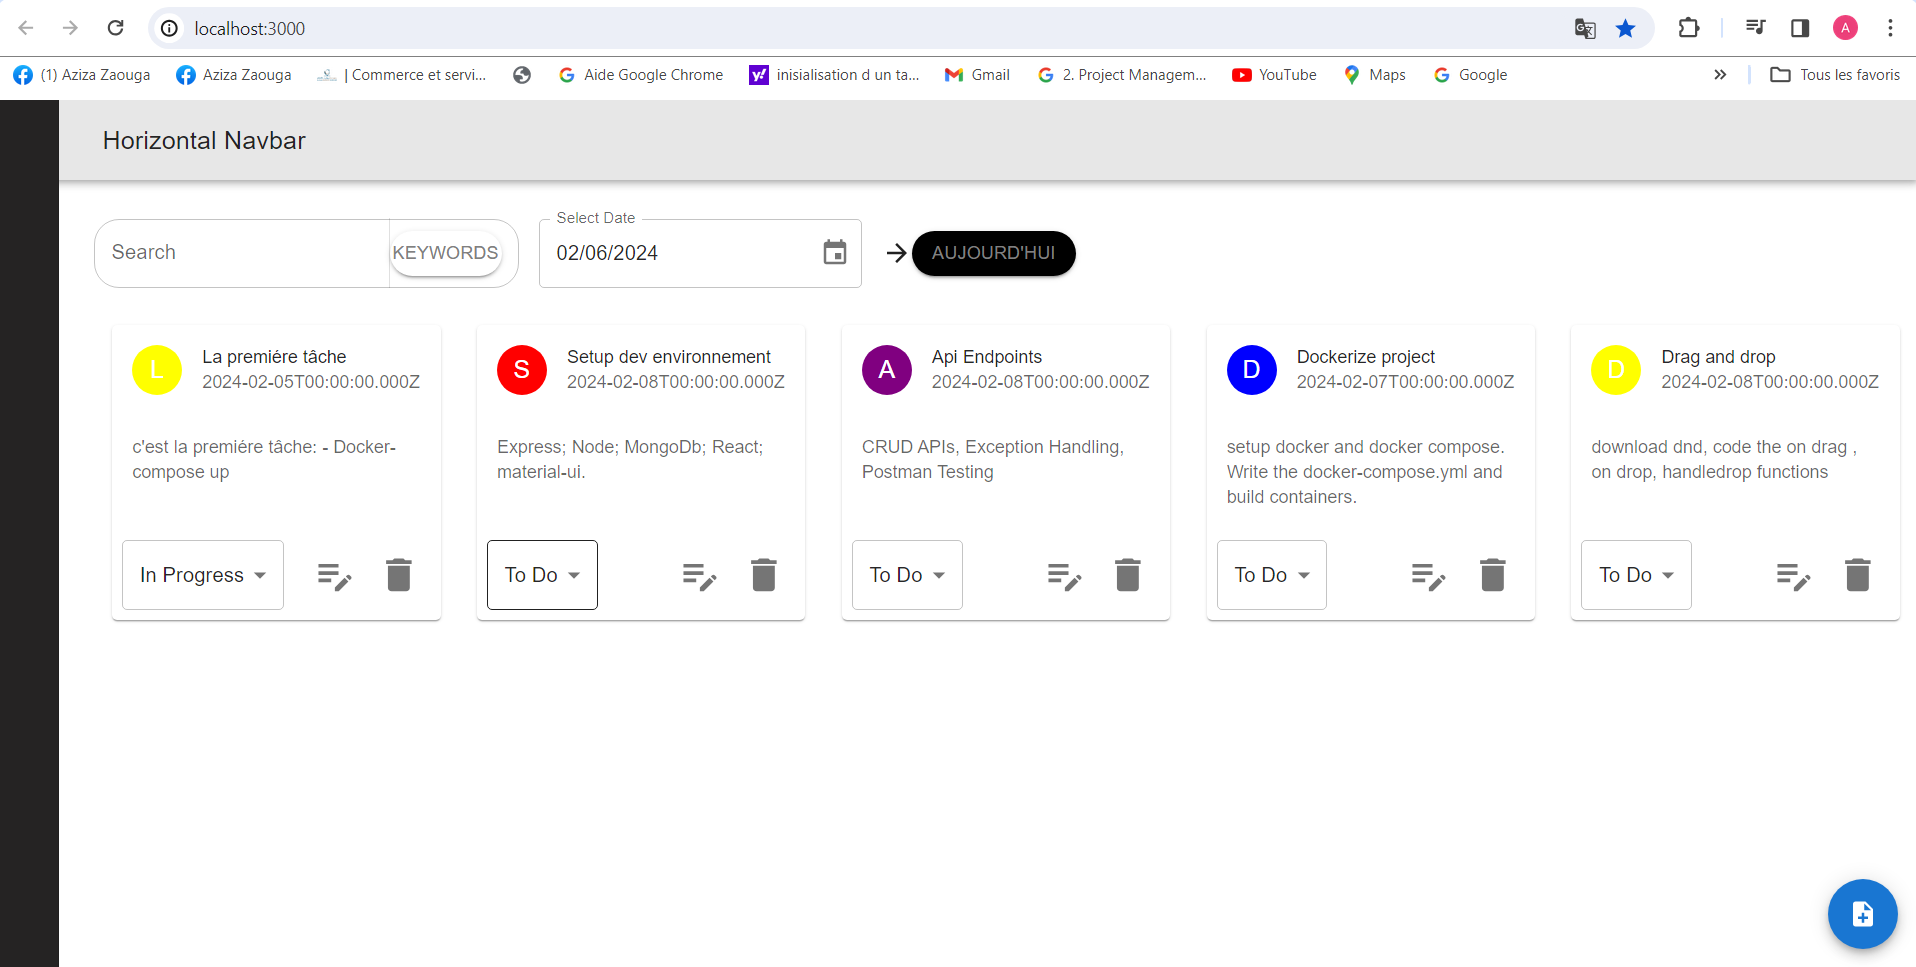 localhost:3000
A
(1) Aziza Zaouga
Aziza Zaouga
| Commerce et servi...
Aide Google Chrome
inisialisation d un ta...
Gmail
2. Project Managem...
YouTube
Maps
Google
Tous les favoris
Horizontal Navbar
Search
KEYWORDS
Select Date
02/06/2024
AUJOURD'HUI
L
La premiére tâche
2024-02-05T00:00:00.000Z
c'est la premiére tâche: - Docker-
compose up
In Progress
S
Setup dev environnement
2024-02-08T00:00:00.000Z
Express; Node; MongoDb; React;
material-ui.
To Do
A
Api Endpoints
2024-02-08T00:00:00.000Z
CRUD APIs, Exception Handling,
Postman Testing
To Do
D
Dockerize project
2024-02-07T00:00:00.000Z
setup docker and docker compose.
Write the docker-compose.yml and
build containers.
To Do
D
Drag and drop
2024-02-08T00:00:00.000Z
download dnd, code the on drag ,
on drop, handledrop functions
To Do